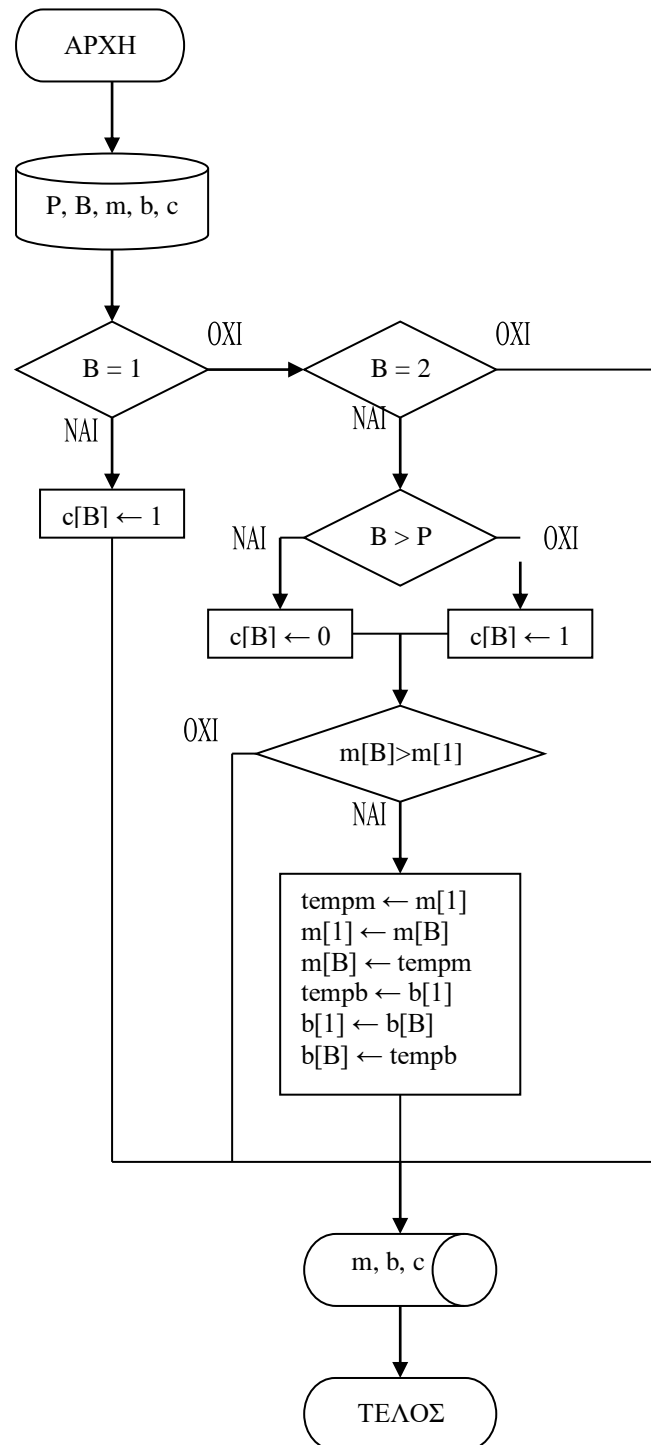 ΑΡΧΗ
P, B, m, b, c
ΟΧΙ
ΟΧΙ
B = 1
B = 2
ΝΑΙ
ΝΑΙ
c[B] ← 1
ΝΑΙ
B > P
ΟΧΙ
c[B] ← 0
c[B] ← 1
ΟΧΙ
m[B]>m[1]
ΝΑΙ
tempm ← m[1]
m[1] ← m[B]
m[B] ← tempm
tempb ← b[1]
b[1] ← b[B]
b[B] ← tempb
m, b, c
ΤΕΛΟΣ